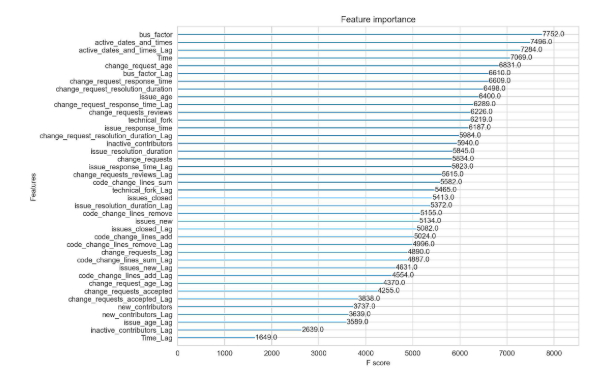 Feature importance
bus_factor 7752.0
active_dates_and_times 7496.0
active_dates_and_times_Lag 7284.0
Time 7069.0
change_request_age 6831.0
bus_factor_Lag 6610.0
change_request_response_time 6609.0
change_request_resolution_duration 6498.0
issue_age 6400.0
change_request_response_time_Lag 6289.0
change_requests_reviews 6226.0
technical_fork 6219.0
issue_response_time 6187.0
change_request_resolution_duration_Lag 5984.0
inactive_contributors 5940.0
issue_resolution_duration 5845.0
change_requests 5834.0
issue_response_time_Lag 5823.0
change_requests_reviews_Lag 5615.0
code_change_lines_sum 5582.0
technical_fork_Lag 5465.0
issues_closed 5413.0
issue_resolution_duration_Lag 5372.0
code_change_lines_remove 5155.0
issues_new 5134.0
issues_closed_Lag 5082.0
code_change_lines_add 5024.0
code_change_lines_remove_Lag 4996.0
change_requests_Lag 4890.0
code_change_lines_sum_Lag 4887.0
issues_new_Lag 4631.0
code_change_lines_add_Lag 4554.0
change_request_age_Lag 4370.0
change_requests_accepted 4255.0
change_requests_accepted_Lag 3838.0
new_contributors 3737.0
new_contributors_Lag 3639.0
issue_age_Lag 3589.0
inactive_contributors_Lag 2639.0
Time_Lag 1649.0
Features
0 1000 2000 3000 4000 5000 6000 7000 8000
F score